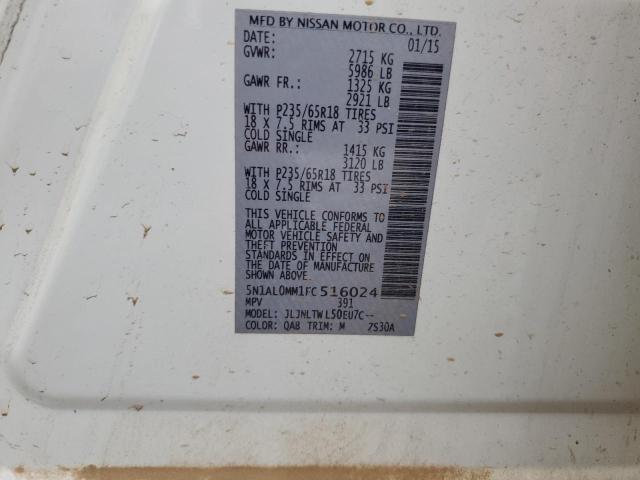 MFD BY NISSAN MOTOR CO., LTD.
DATE: 01/15
GVWR: 2715 KG
5986 LB
GAWR FR.: 1325 KG
2921 LB
WITH P235/65R18 TIRES
18 X 7.5 RIMS AT 33 PSI
COLD SINGLE
GAWR RR.: 1415 KG
3120 LB
WITH P235/65R18 TIRES
18 X 7.5 RIMS AT 33 PSI
COLD SINGLE
THIS VEHICLE CONFORMS TO
ALL APPLICABLE FEDERAL
MOTOR VEHICLE SAFETY AND
THEFT PREVENTION
STANDARDS IN EFFECT ON
THE DATE OF MANUFACTURE
SHOWN ABOVE.
5N1AL0MM1FC516024
MPV 391
MODEL: JLJNLTWL50EU7C--
COLOR: QAB TRIM: M 7S30A